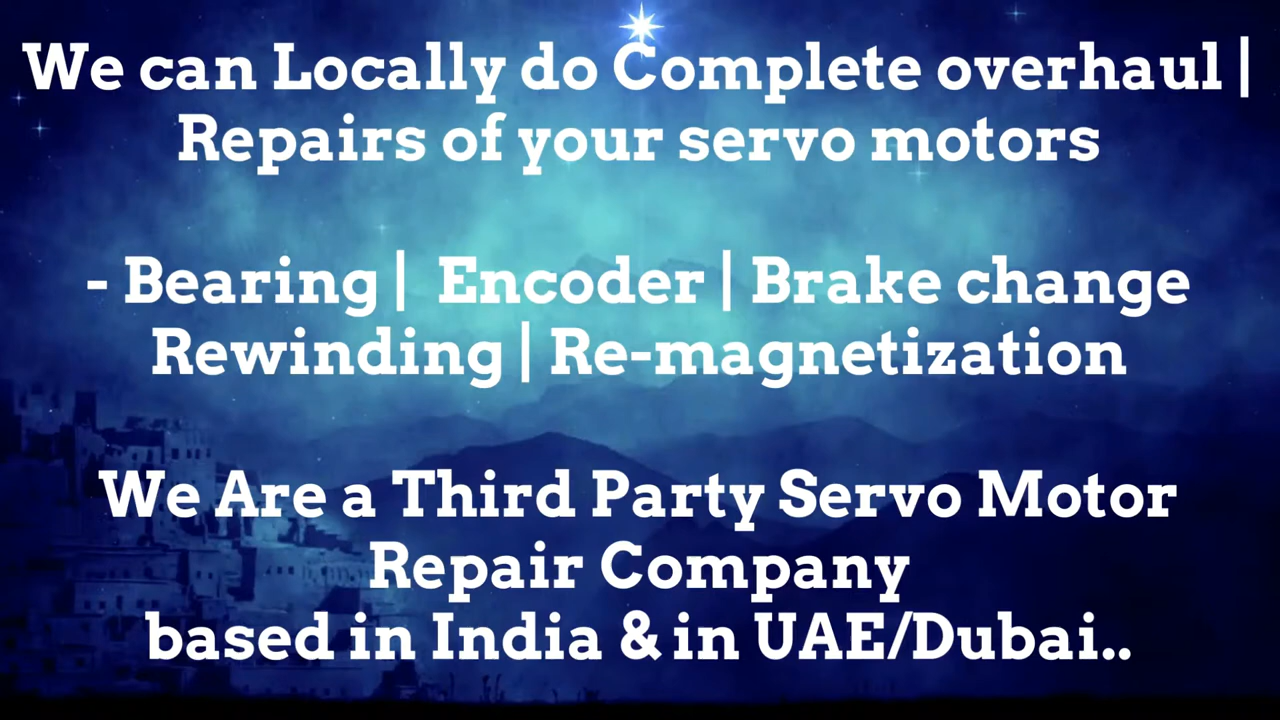 We can Locally do Complete overhaul |
Repairs of your servo motors
- Bearing |  Encoder | Brake change
Rewinding | Re-magnetization
We Are a Third Party Servo Motor
Repair Company
based in India & in UAE/Dubai..